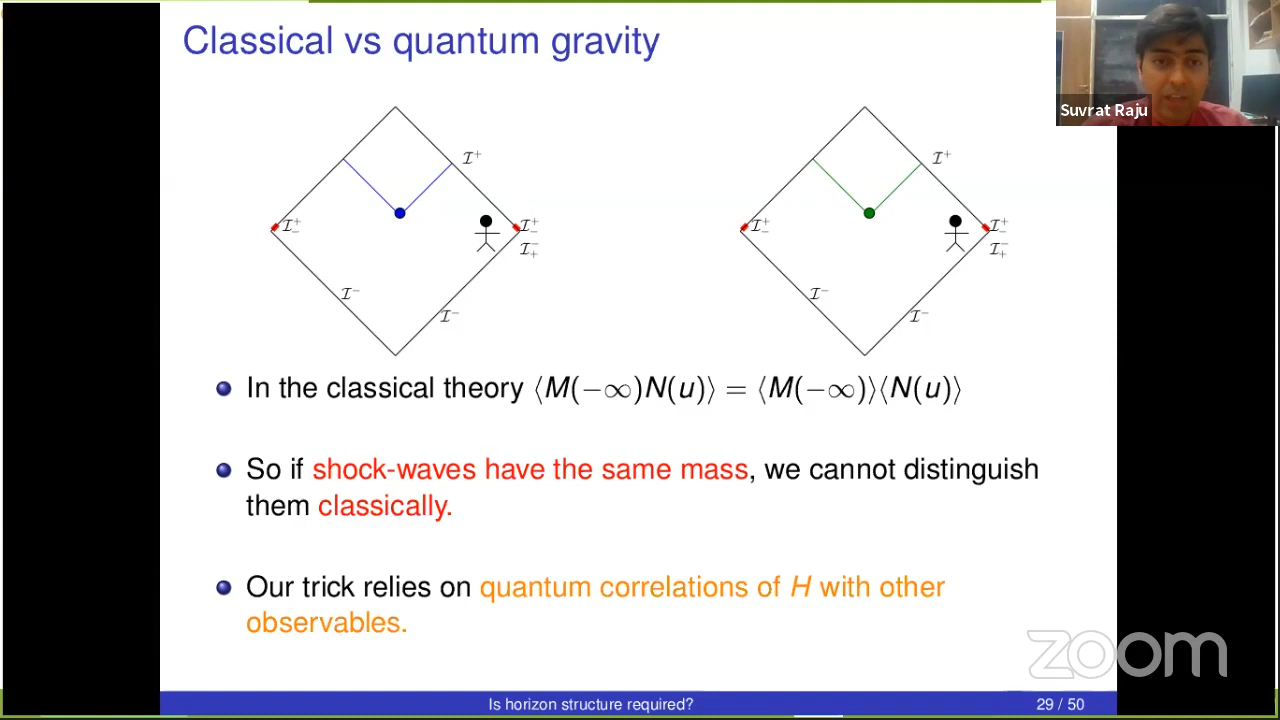 Classical vs quantum gravity
Suvrat Raju
ℐ⁺
ℐ⁺₋
ℐ⁺₋
ℐ⁻₊
ℐ⁻
ℐ⁻
ℐ⁺
ℐ⁺₋
ℐ⁺₋
ℐ⁻₊
ℐ⁻
ℐ⁻
In the classical theory ⟨M(−∞)N(u)⟩ = ⟨M(−∞)⟩⟨N(u)⟩
So if shock-waves have the same mass, we cannot distinguish
them classically.
Our trick relies on quantum correlations of H with other
observables.
zoom
Is horizon structure required?
29 / 50